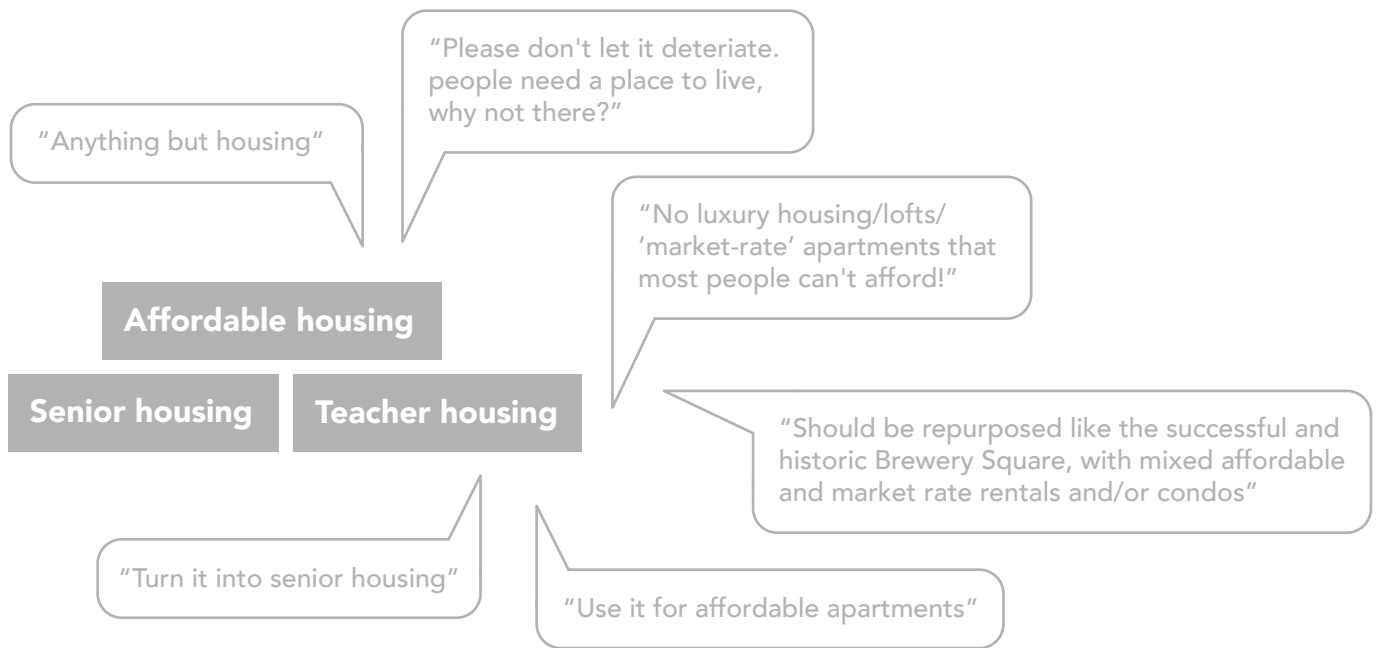 “Please don't let it deteriate.
people need a place to live,
why not there?”
“Anything but housing”
“No luxury housing/lofts/
‘market-rate’ apartments that
most people can't afford!”
Affordable housing
Senior housing
Teacher housing
“Should be repurposed like the successful and
historic Brewery Square, with mixed affordable
and market rate rentals and/or condos”
“Turn it into senior housing”
“Use it for affordable apartments”